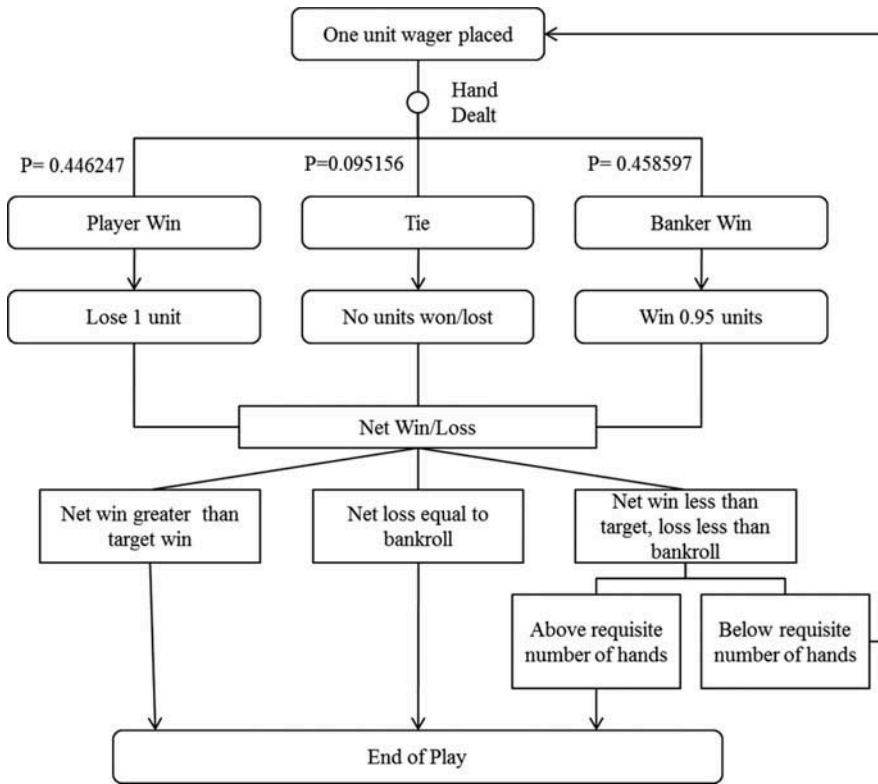 One unit wager placed
Hand
Dealt
P= 0.446247
P=0.095156
P= 0.458597
Player Win
Tie
Banker Win
Lose 1 unit
No units won/lost
Win 0.95 units
Net Win/Loss
Net win greater than
target win
Net loss equal to
bankroll
Net win less than
target, loss less than
bankroll
Above requisite
number of hands
Below requisite
number of hands
End of Play